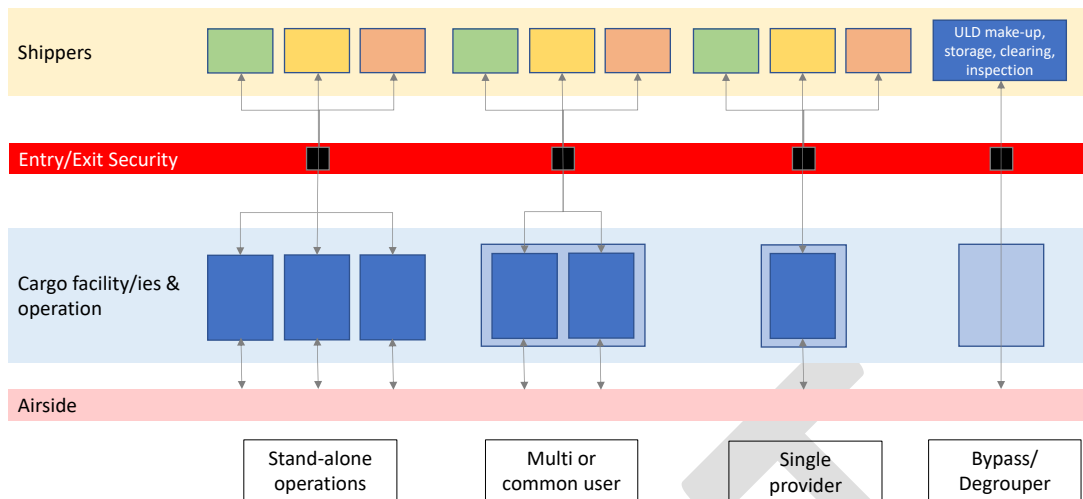 Shippers
ULD make-up,
storage, clearing,
inspection
Entry/Exit Security
Cargo facility/ies &
operation
Airside
Stand-alone
operations
Multi or
common user
Single
provider
Bypass/
Degrouper